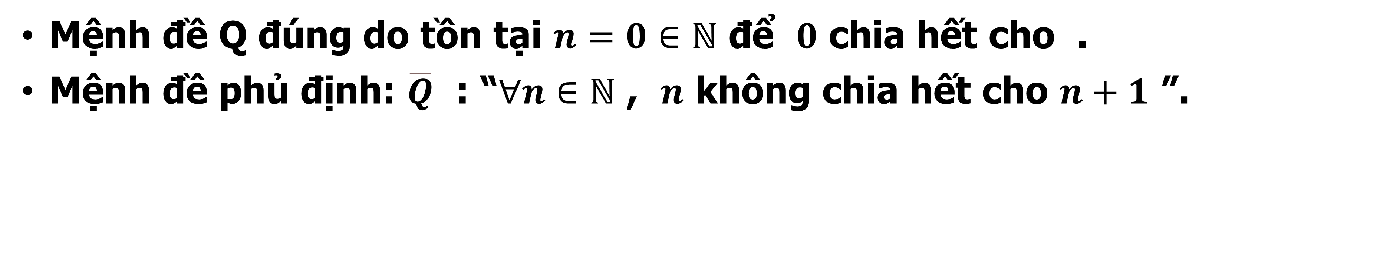 • Mệnh đề Q đúng do tồn tại 𝒏 = 𝟎 ∈ ℕ để 𝟎 chia hết cho .
• Mệnh đề phủ định: Q̅ : “∀𝒏 ∈ ℕ , 𝒏 không chia hết cho 𝒏 + 𝟏 ”.